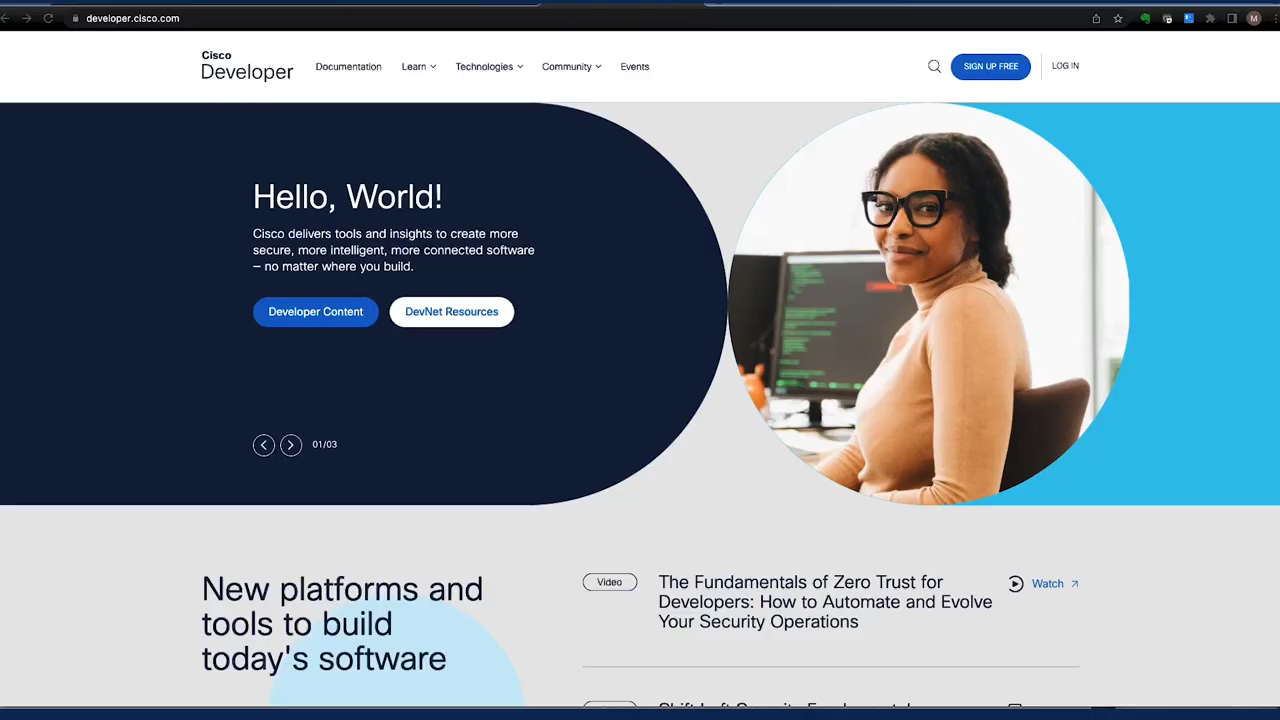 developer.cisco.com
M
Cisco
Developer
Documentation
Learn
Technologies
Community
Events
SIGN UP FREE
LOG IN
Hello, World!
Cisco delivers tools and insights to create more
secure, more intelligent, more connected software
– no matter where you build.
Developer Content
DevNet Resources
01/03
New platforms and
tools to build
today's software
Video
The Fundamentals of Zero Trust for
Developers: How to Automate and Evolve
Your Security Operations
Watch